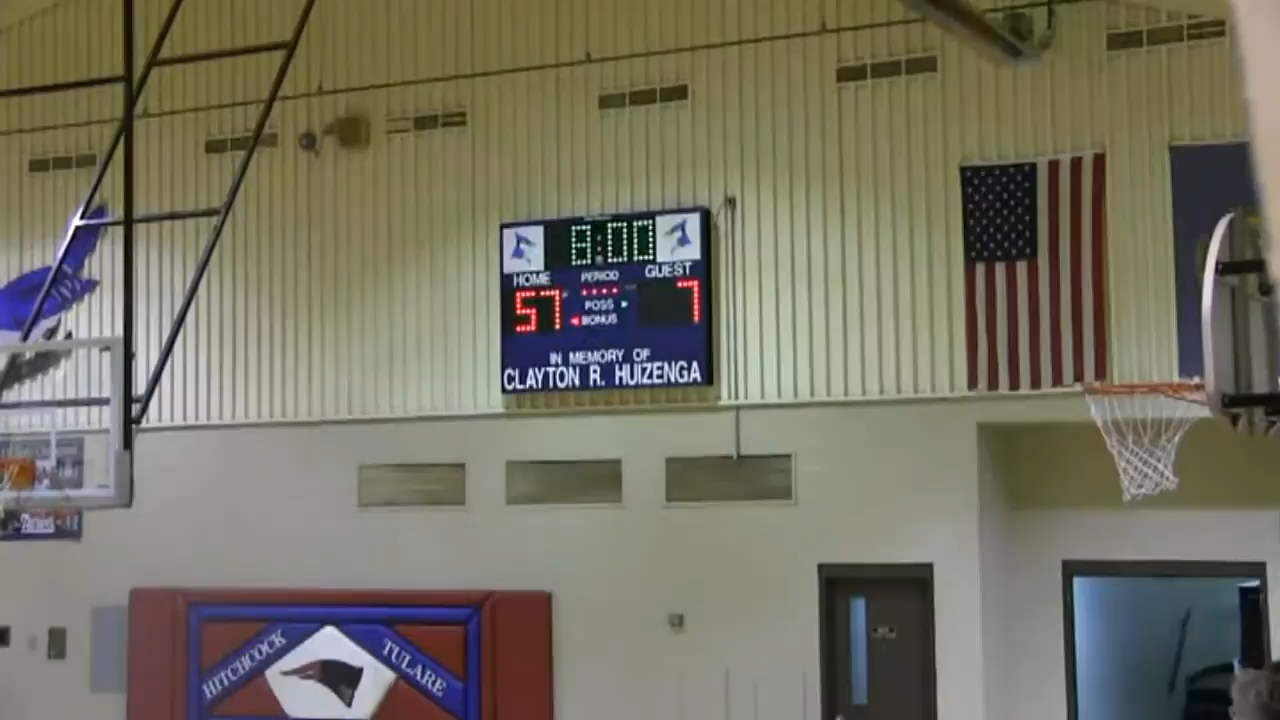 8:00
HOME PERIOD GUEST
57 POSS 7
BONUS
IN MEMORY OF
CLAYTON R. HUIZENGA
HITCHCOCK TULARE